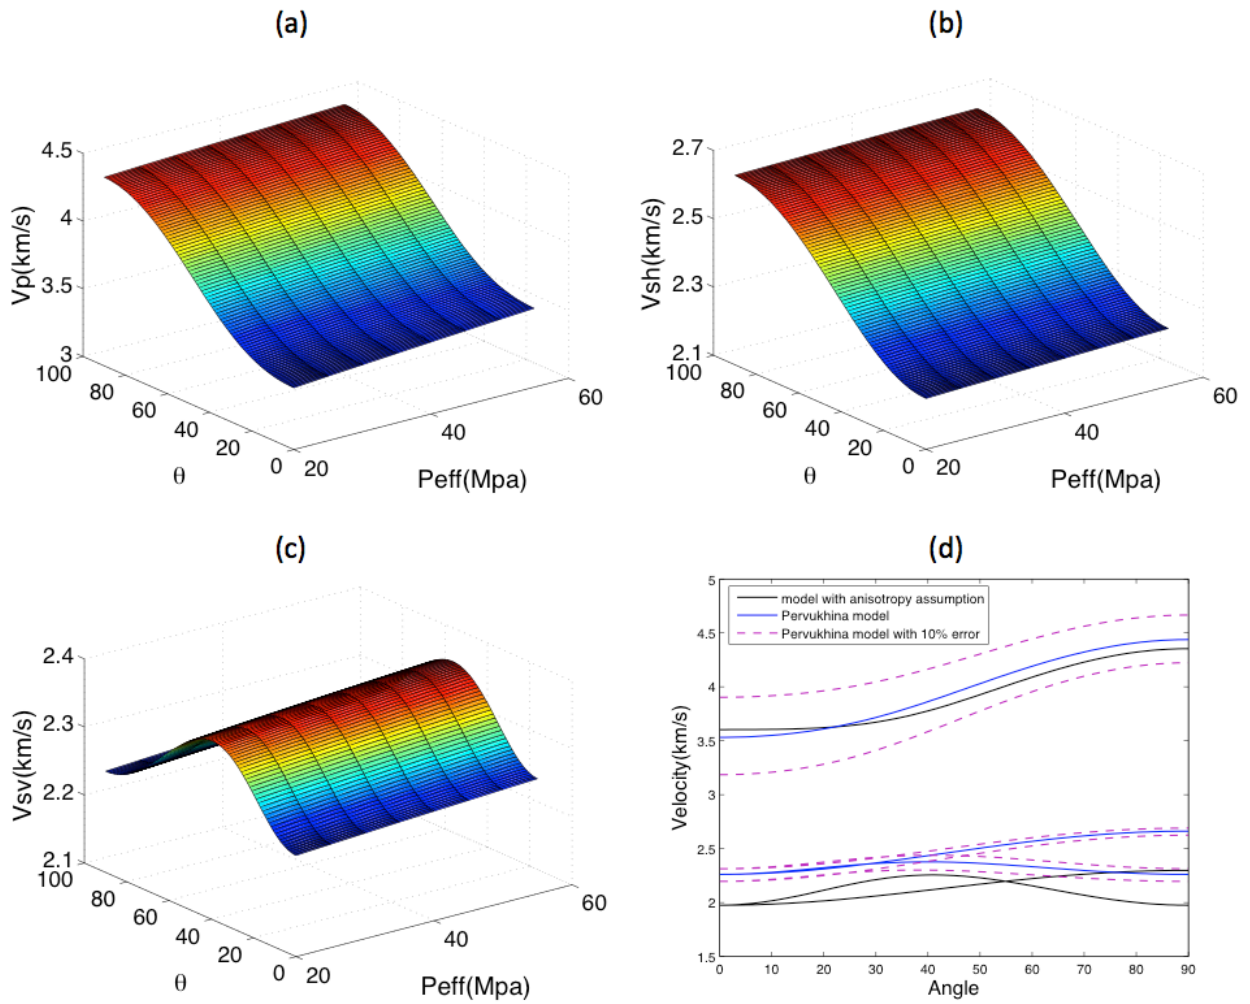 (a)
4.5
4
3.5
3
Vp(km/s)
100
80
60
40
20
0
θ
20
40
60
Peff(Mpa)
(b)
2.7
2.5
2.3
2.1
Vsh(km/s)
100
80
60
40
20
0
θ
20
40
60
Peff(Mpa)
(c)
2.4
2.3
2.2
2.1
Vsv(km/s)
100
80
60
40
20
0
θ
20
40
60
Peff(Mpa)
(d)
model with anisotropy assumption
Pervukhina model
Pervukhina model with 10% error
5
4.5
4
3.5
3
2.5
2
1.5
Velocity(km/s)
0 10 20 30 40 50 60 70 80 90
Angle